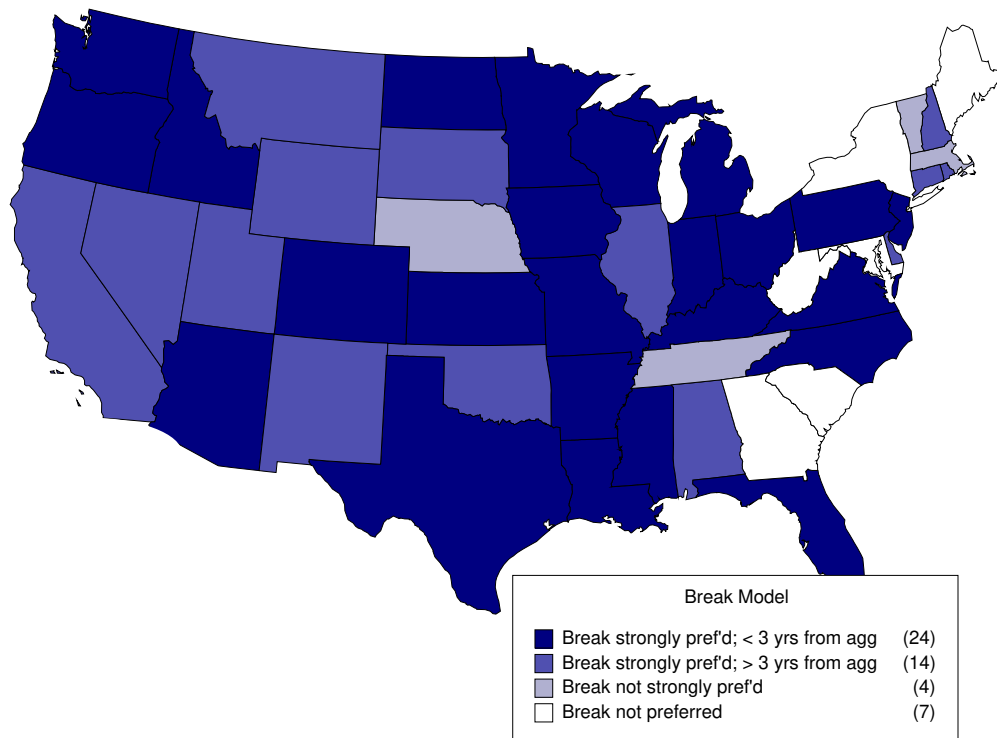 Break Model
Break strongly pref'd; < 3 yrs from agg (24)
Break strongly pref'd; > 3 yrs from agg (14)
Break not strongly pref'd (4)
Break not preferred (7)